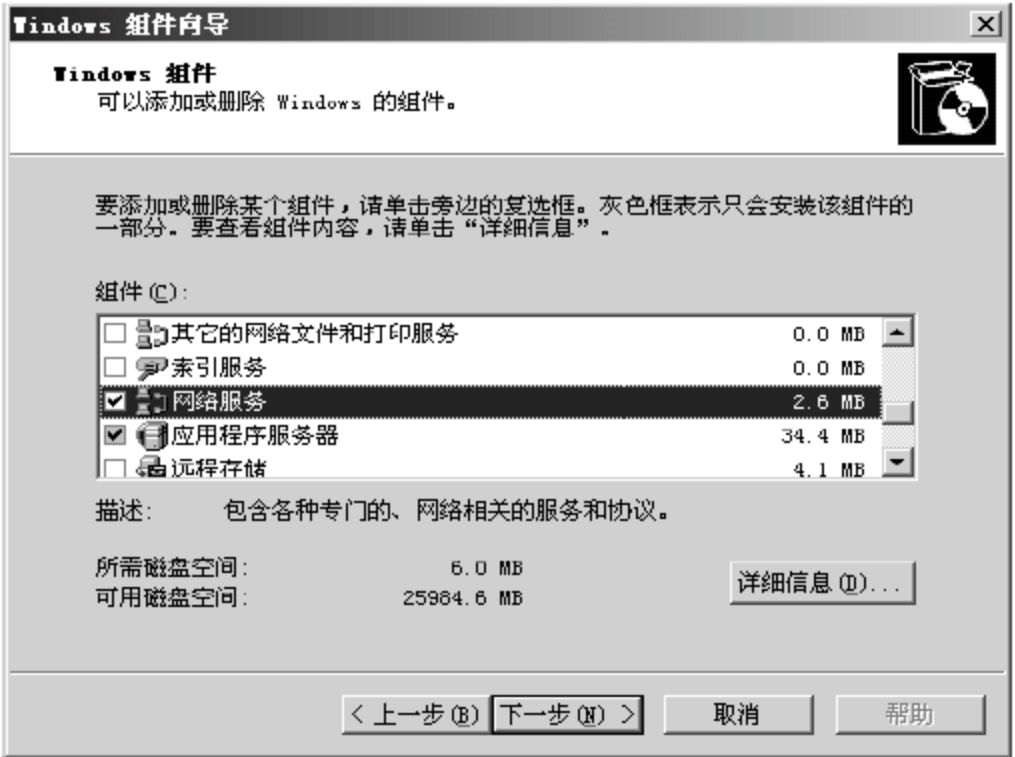 Windows 组件向导
Windows 组件
可以添加或删除 Windows 的组件。
要添加或删除某个组件，请单击旁边的复选框。灰色框表示只会安装该组件的
一部分。要查看组件内容，请单击“详细信息”。
组件(C):
其它的网络文件和打印服务 0.0 MB
索引服务 0.0 MB
网络服务 2.6 MB
应用程序服务器 34.4 MB
远程存储 4.1 MB
描述: 包含各种专门的、网络相关的服务和协议。
所需磁盘空间: 6.0 MB
可用磁盘空间: 25984.6 MB
详细信息(D)...
< 上一步(B) 下一步(N) > 取消 帮助